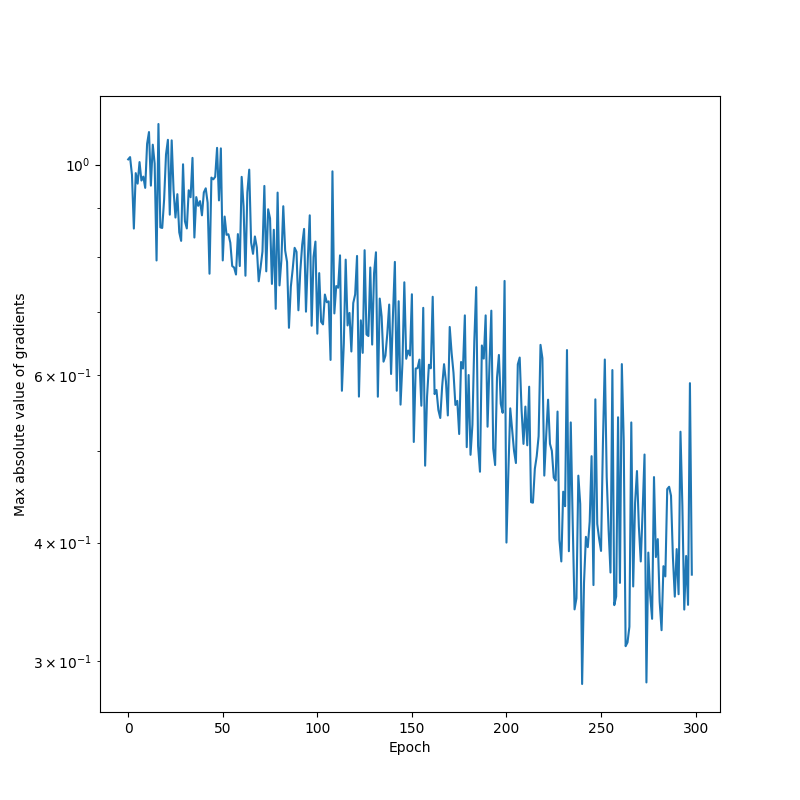 Max absolute value of gradients
10⁰
6 × 10⁻¹
4 × 10⁻¹
3 × 10⁻¹
0 50 100 150 200 250 300
Epoch